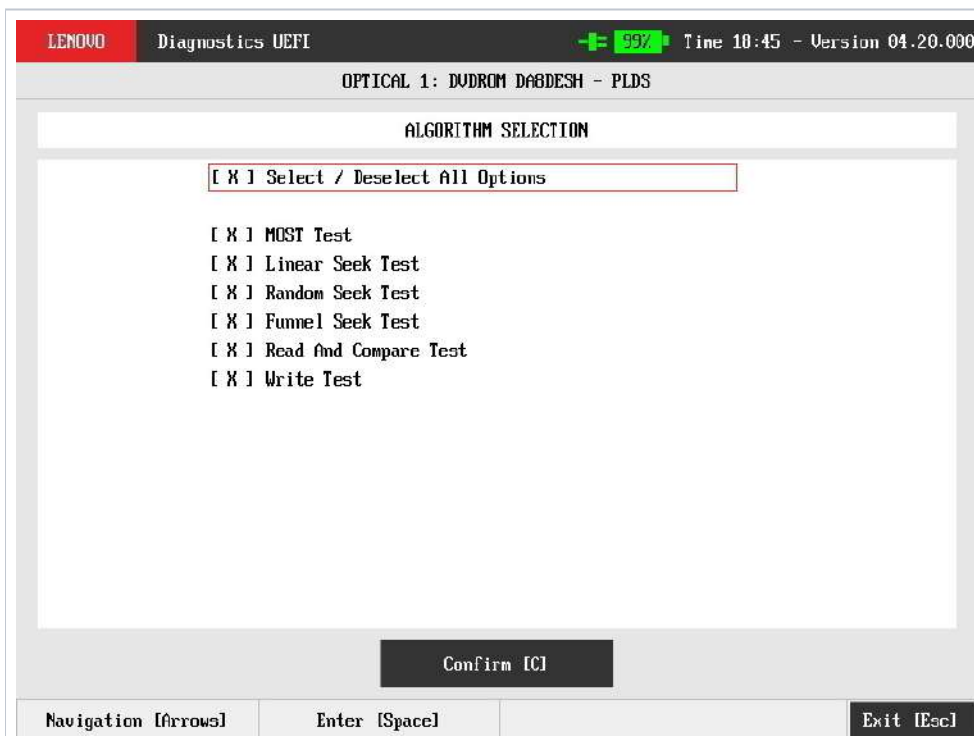 LENOVO Diagnostics UEFI 99% Time 18:45 - Version 04.20.000
OPTICAL 1: DVDROM DA8DESH - PLDS
ALGORITHM SELECTION
[ X ] Select / Deselect All Options
[ X ] MOST Test
[ X ] Linear Seek Test
[ X ] Random Seek Test
[ X ] Funnel Seek Test
[ X ] Read And Compare Test
[ X ] Write Test
Confirm [C]
Navigation [Arrows] Enter [Space] Exit [Esc]